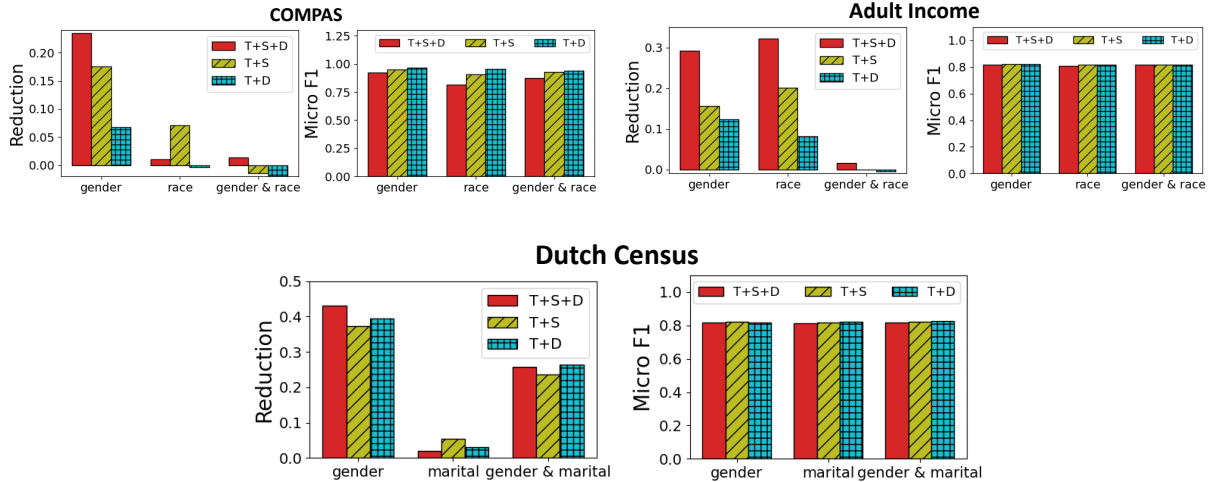 COMPAS
Reduction
0.20
0.15
0.10
0.05
0.00
T+S+D
T+S
T+D
gender
race
gender & race
Micro F1
1.25
1.00
0.75
0.50
0.25
0.00
T+S+D T+S T+D
gender
race
gender & race
Adult Income
Reduction
0.3
0.2
0.1
0.0
T+S+D
T+S
T+D
gender
race
gender & race
Micro F1
1.0
0.8
0.6
0.4
0.2
0.0
T+S+D T+S T+D
gender
race
gender & race
Dutch Census
Reduction
0.5
0.4
0.3
0.2
0.1
0.0
T+S+D
T+S
T+D
gender
marital
gender & marital
Micro F1
1.0
0.8
0.6
0.4
0.2
0.0
T+S+D T+S T+D
gender
marital
gender & marital